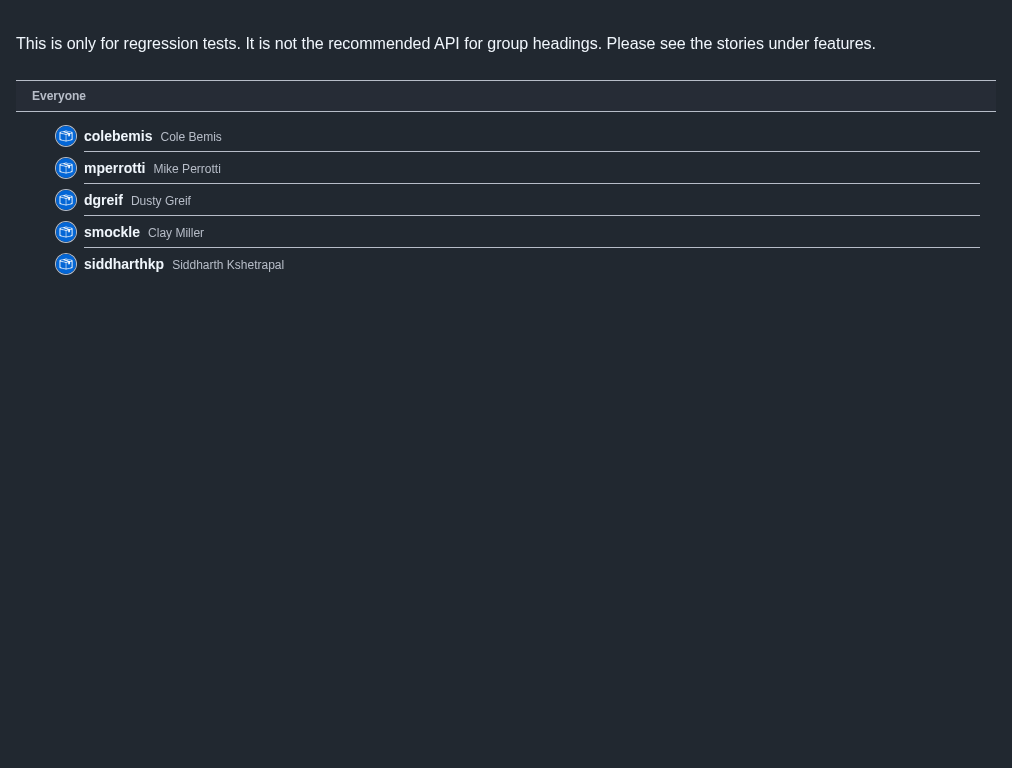 This is only for regression tests. It is not the recommended API for group headings. Please see the stories under features.
Everyone
colebemis Cole Bemis
mperrotti Mike Perrotti
dgreif Dusty Greif
smockle Clay Miller
siddharthkp Siddharth Kshetrapal